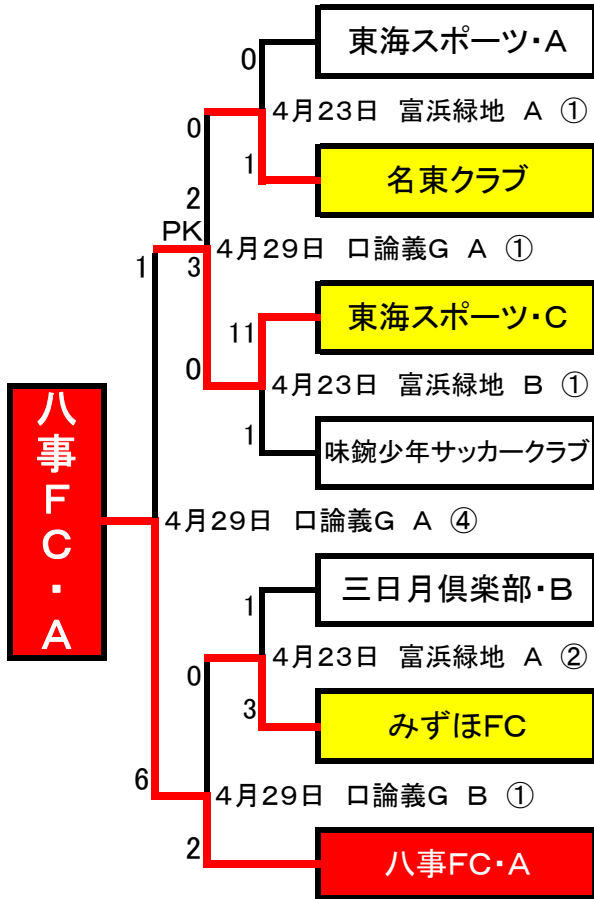 東海スポーツ・A
0
4月23日 富浜緑地 A ①
0
1
名東クラブ
2
PK
4月29日 口論義G A ①
1
3
東海スポーツ・C
11
0
4月23日 富浜緑地 B ①
1
味鋺少年サッカークラブ
八事FC・A
4月29日 口論義G A ④
三日月倶楽部・B
1
4月23日 富浜緑地 A ②
0
3
みずほFC
6
4月29日 口論義G B ①
2
八事FC・A